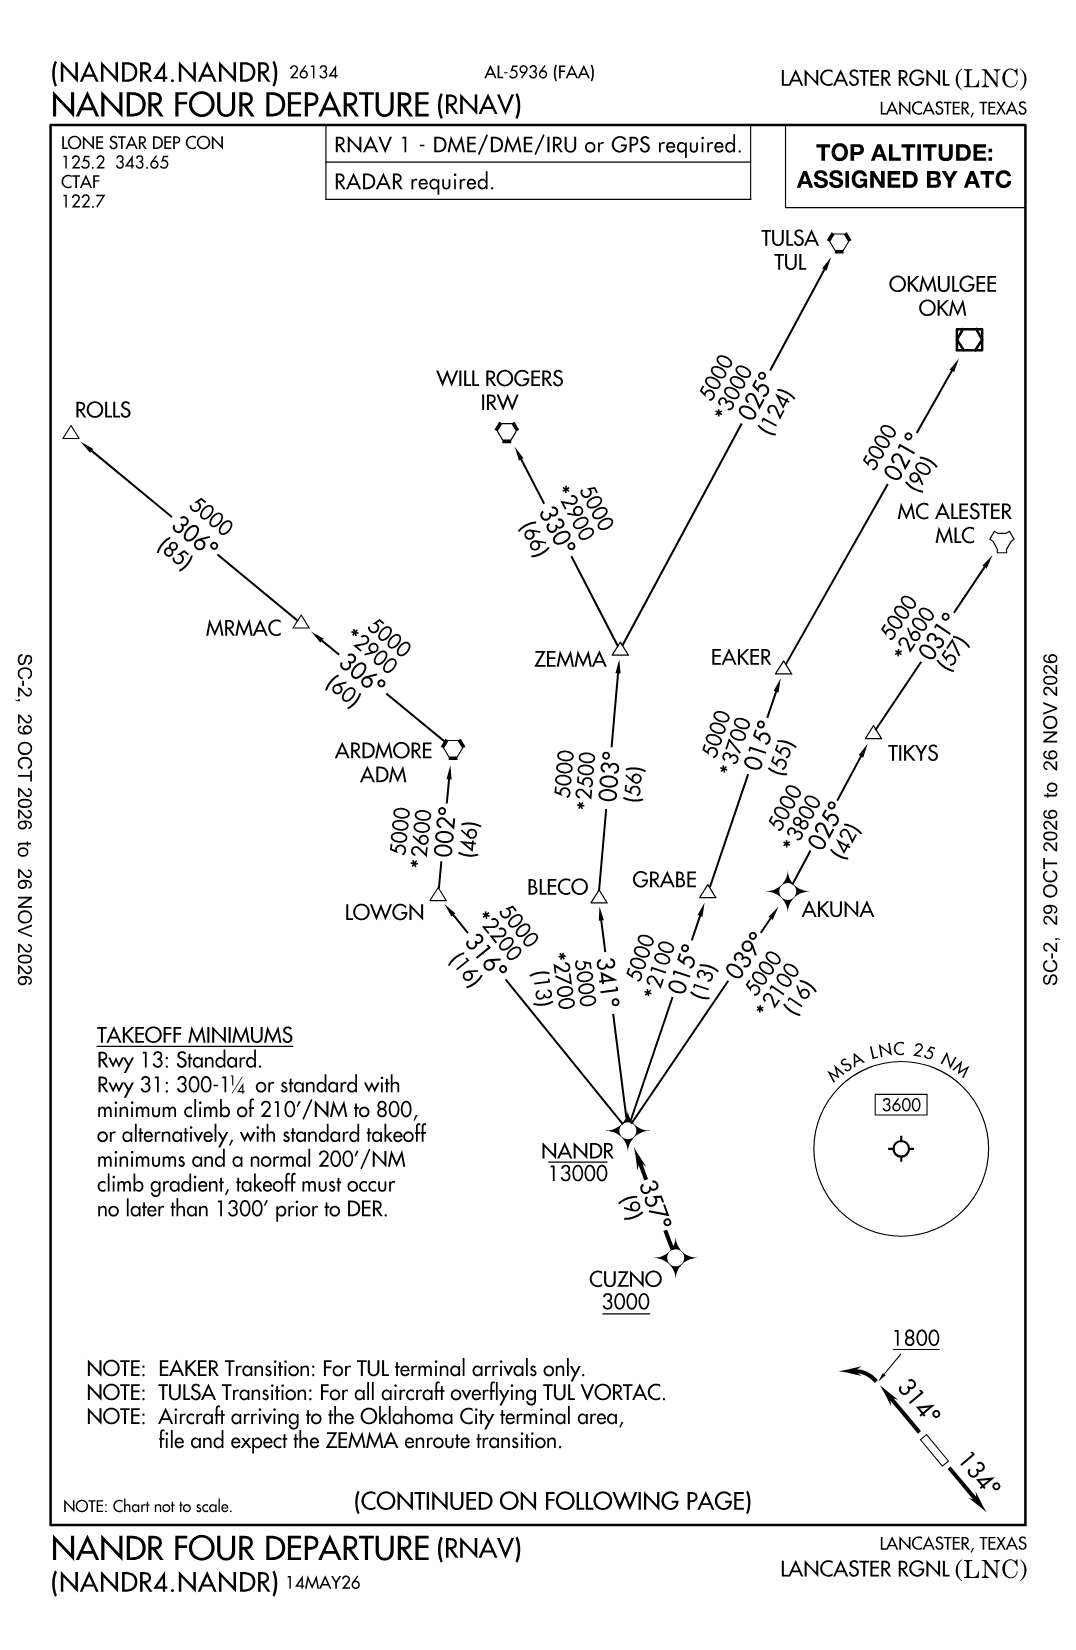 (NANDR4.NANDR) 26134
AL-5936 (FAA)
LANCASTER RGNL (LNC)
NANDR FOUR DEPARTURE (RNAV)
LANCASTER, TEXAS
LONE STAR DEP CON
125.2 343.65
CTAF
122.7
RNAV 1 - DME/DME/IRU or GPS required.
RADAR required.
TOP ALTITUDE:
ASSIGNED BY ATC
TULSA
TUL
OKMULGEE
OKM
5000
*3000
025°
(124)
WILL ROGERS
IRW
ROLLS
5000
021°
(90)
5000
*2900
330°
(66)
MC ALESTER
MLC
5000
306°
(85)
MRMAC
5000
*2900
306°
(60)
5000
*2600
031°
(57)
ZEMMA
EAKER
ARDMORE
ADM
TIKYS
5000
*2500
003°
(56)
5000
*3700
015°
(55)
5000
*2600
002°
(46)
5000
*3800
025°
(42)
LOWGN
BLECO
GRABE
AKUNA
5000
*2200
316°
(16)
341°
5000
*2700
(13)
5000
*2100
015°
(13)
039°
5000
*2100
(16)
TAKEOFF MINIMUMS
Rwy 13: Standard.
Rwy 31: 300-1¼ or standard with
minimum climb of 210'/NM to 800,
or alternatively, with standard takeoff
minimums and a normal 200'/NM
climb gradient, takeoff must occur
no later than 1300' prior to DER.
MSA LNC 25 NM
3600
NANDR
13000
357°
(9)
CUZNO
3000
1800
314°
134°
NOTE: EAKER Transition: For TUL terminal arrivals only.
NOTE: TULSA Transition: For all aircraft overflying TUL VORTAC.
NOTE: Aircraft arriving to the Oklahoma City terminal area,
file and expect the ZEMMA enroute transition.
NOTE: Chart not to scale.
(CONTINUED ON FOLLOWING PAGE)
SC-2, 29 OCT 2026 to 26 NOV 2026
SC-2, 29 OCT 2026 to 26 NOV 2026
NANDR FOUR DEPARTURE (RNAV)
LANCASTER, TEXAS
(NANDR4.NANDR) 14MAY26
LANCASTER RGNL (LNC)